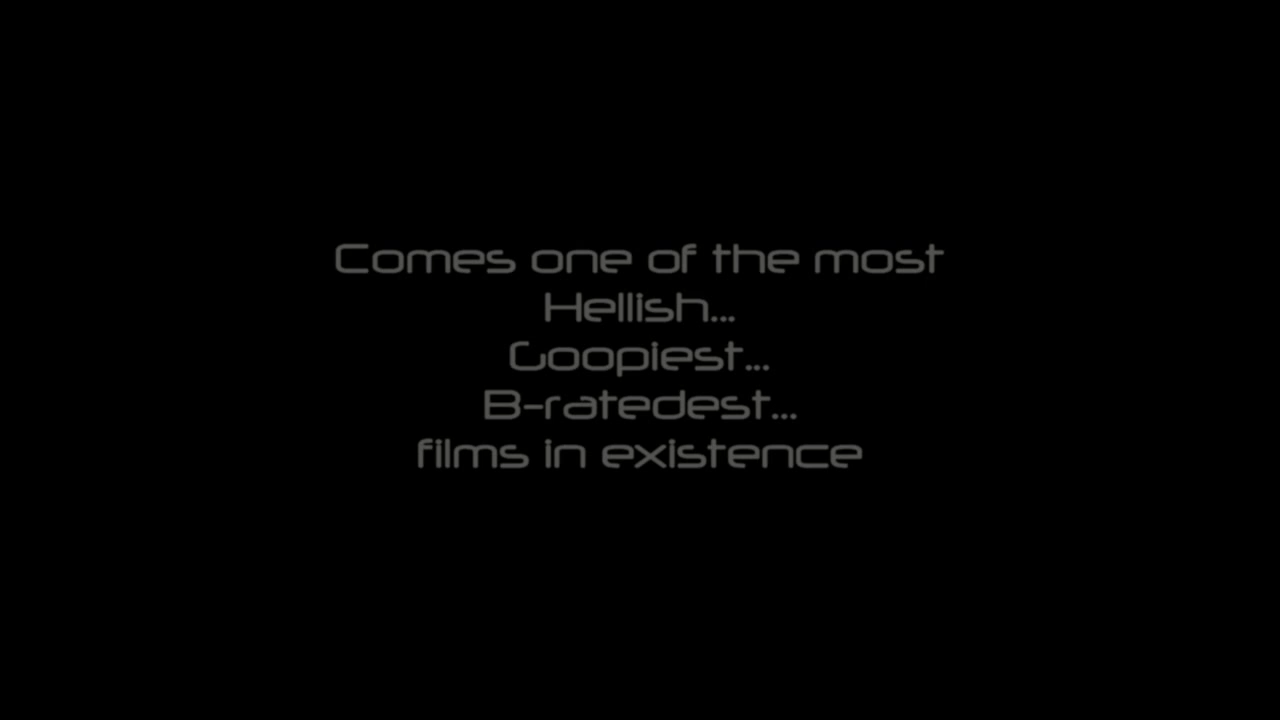 Comes one of the most
Hellish...
Goopiest...
B-ratedest...
films in existence